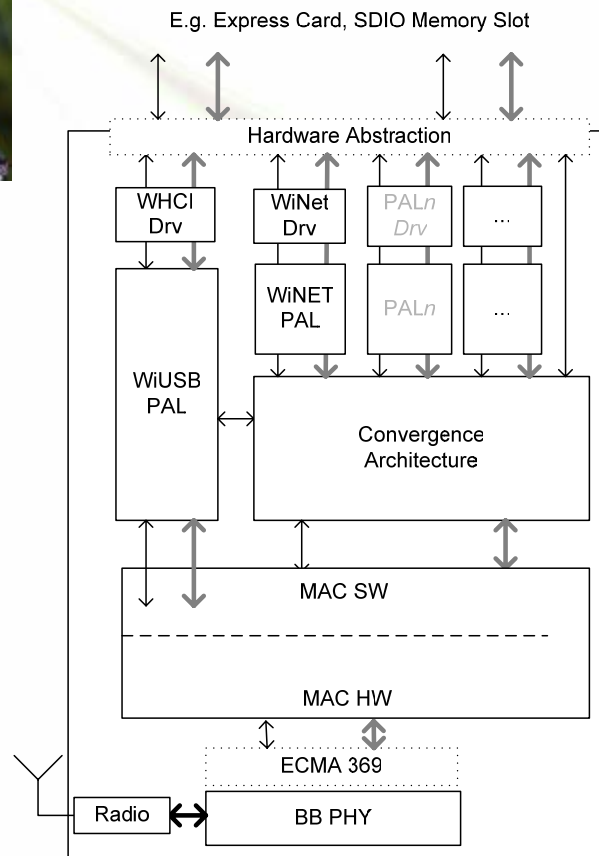 E.g. Express Card, SDIO Memory Slot
Hardware Abstraction
WHCI
Drv
WiNet
Drv
PALn
Drv
...
WiNET
PAL
PALn
...
WiUSB
PAL
Convergence
Architecture
MAC SW
MAC HW
ECMA 369
Radio
BB PHY